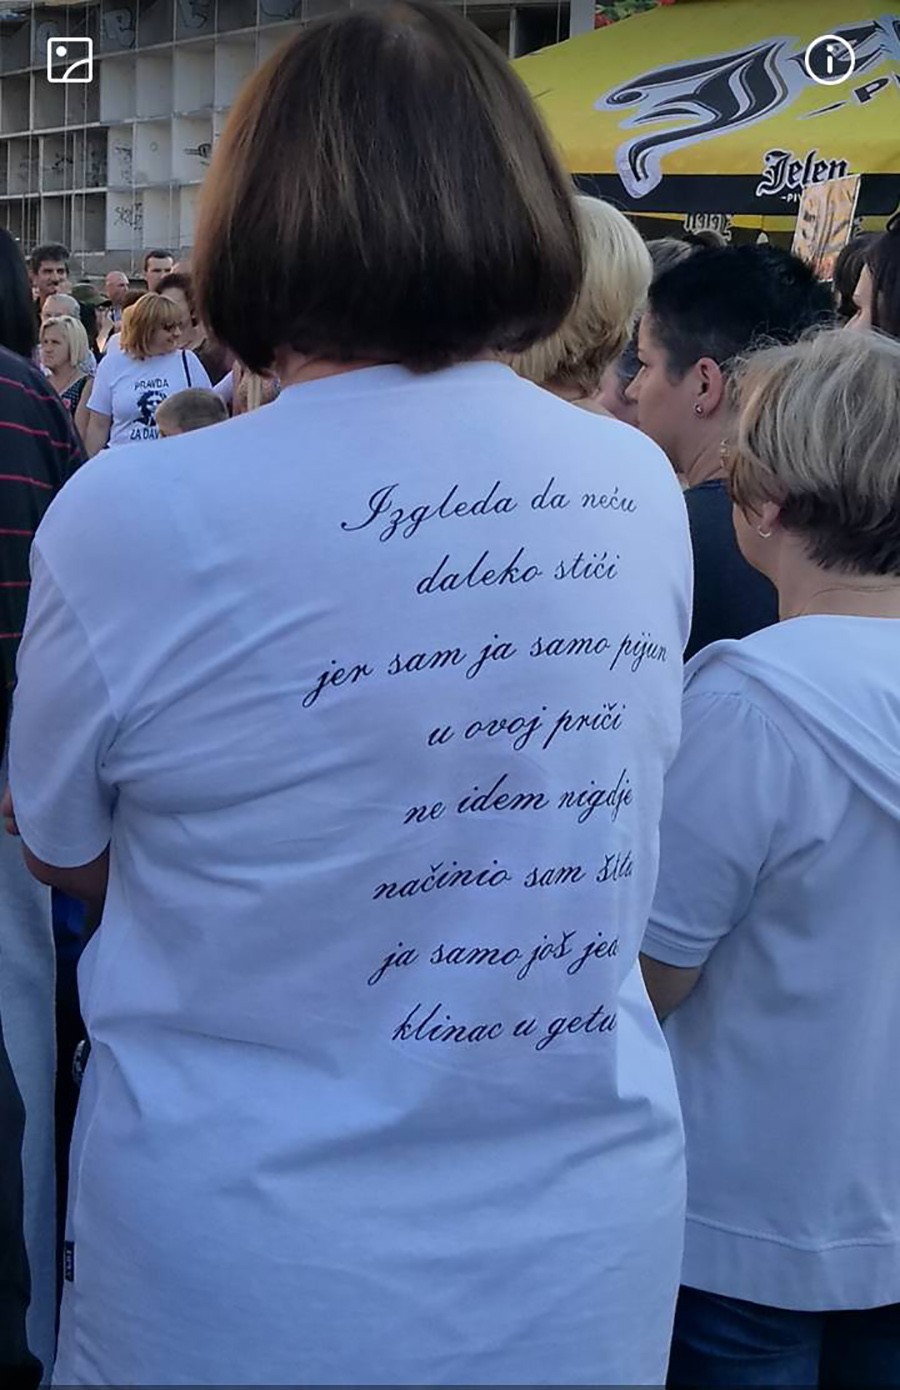 Jelen
PRAVDA
Izgleda da neću
daleko stići
jer sam ja samo pijun
u ovoj priči
ne idem nigdje
načinio sam
ja samo još
klinac u getu